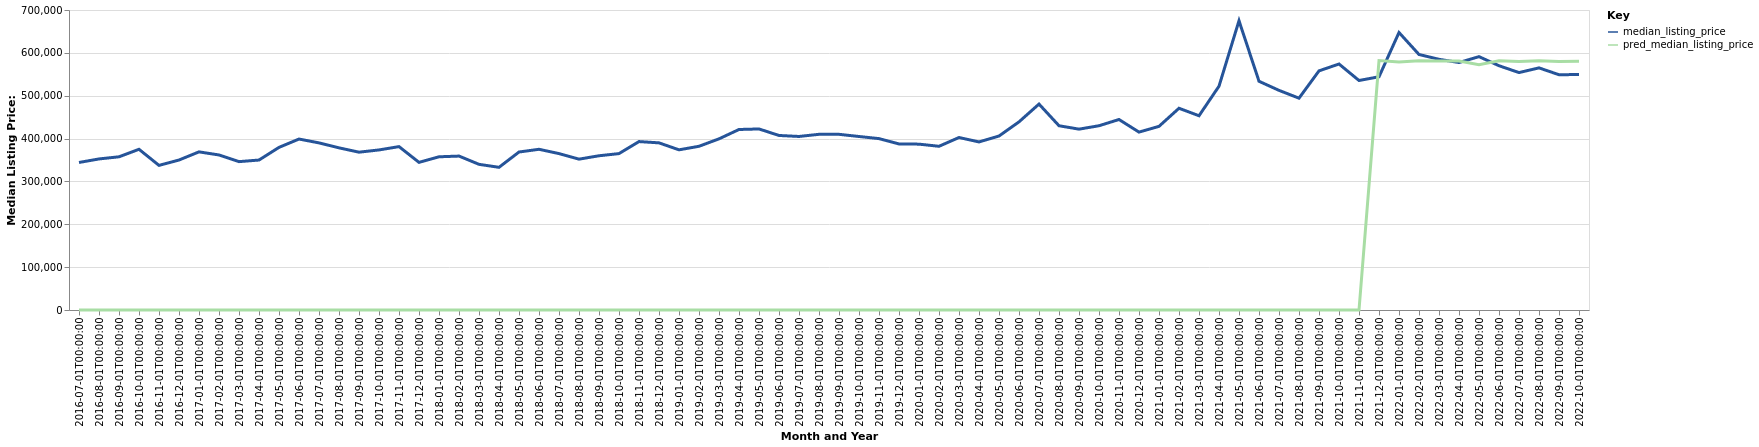 700,000
600,000
500,000
400,000
300,000
200,000
100,000
0
Median Listing Price:
2016-07-01T00:00:00
2016-08-01T00:00:00
2016-09-01T00:00:00
2016-10-01T00:00:00
2016-11-01T00:00:00
2016-12-01T00:00:00
2017-01-01T00:00:00
2017-02-01T00:00:00
2017-03-01T00:00:00
2017-04-01T00:00:00
2017-05-01T00:00:00
2017-06-01T00:00:00
2017-07-01T00:00:00
2017-08-01T00:00:00
2017-09-01T00:00:00
2017-10-01T00:00:00
2017-11-01T00:00:00
2017-12-01T00:00:00
2018-01-01T00:00:00
2018-02-01T00:00:00
2018-03-01T00:00:00
2018-04-01T00:00:00
2018-05-01T00:00:00
2018-06-01T00:00:00
2018-07-01T00:00:00
2018-08-01T00:00:00
2018-09-01T00:00:00
2018-10-01T00:00:00
2018-11-01T00:00:00
2018-12-01T00:00:00
2019-01-01T00:00:00
2019-02-01T00:00:00
2019-03-01T00:00:00
2019-04-01T00:00:00
2019-05-01T00:00:00
2019-06-01T00:00:00
2019-07-01T00:00:00
2019-08-01T00:00:00
2019-09-01T00:00:00
2019-10-01T00:00:00
2019-11-01T00:00:00
2019-12-01T00:00:00
2020-01-01T00:00:00
2020-02-01T00:00:00
2020-03-01T00:00:00
2020-04-01T00:00:00
2020-05-01T00:00:00
2020-06-01T00:00:00
2020-07-01T00:00:00
2020-08-01T00:00:00
2020-09-01T00:00:00
2020-10-01T00:00:00
2020-11-01T00:00:00
2020-12-01T00:00:00
2021-01-01T00:00:00
2021-02-01T00:00:00
2021-03-01T00:00:00
2021-04-01T00:00:00
2021-05-01T00:00:00
2021-06-01T00:00:00
2021-07-01T00:00:00
2021-08-01T00:00:00
2021-09-01T00:00:00
2021-10-01T00:00:00
2021-11-01T00:00:00
2021-12-01T00:00:00
2022-01-01T00:00:00
2022-02-01T00:00:00
2022-03-01T00:00:00
2022-04-01T00:00:00
2022-05-01T00:00:00
2022-06-01T00:00:00
2022-07-01T00:00:00
2022-08-01T00:00:00
2022-09-01T00:00:00
2022-10-01T00:00:00
Month and Year
Key
median_listing_price
pred_median_listing_price